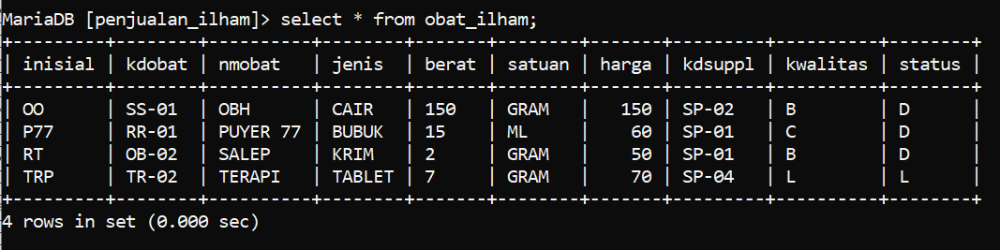 MariaDB [penjualan_ilham]> select * from obat_ilham;
+---------+--------+----------+--------+-------+--------+-------+---------+----------+--------+
| inisial | kdobat | nmobat   | jenis  | berat | satuan | harga | kdsuppl | kwalitas | status |
+---------+--------+----------+--------+-------+--------+-------+---------+----------+--------+
| OO      | SS-01  | OBH      | CAIR   | 150   | GRAM   |   150 | SP-02   | B        | D      |
| P77     | RR-01  | PUYER 77 | BUBUK  | 15    | ML     |    60 | SP-01   | C        | D      |
| RT      | OB-02  | SALEP    | KRIM   | 2     | GRAM   |    50 | SP-01   | B        | D      |
| TRP     | TR-02  | TERAPI   | TABLET | 7     | GRAM   |    70 | SP-04   | L        | L      |
+---------+--------+----------+--------+-------+--------+-------+---------+----------+--------+
4 rows in set (0.000 sec)